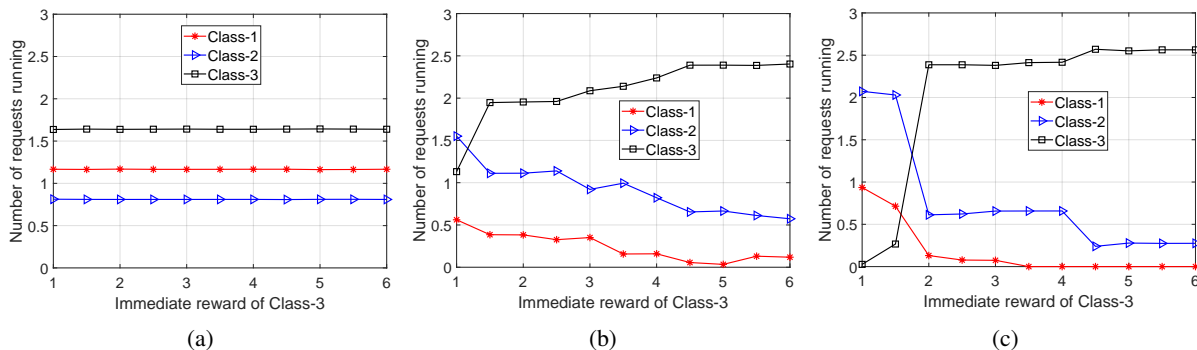 Number of requests running
3
2.5
2
1.5
1
0.5
0
Class-1
Class-2
Class-3
1 2 3 4 5 6
Immediate reward of Class-3
(a)
Number of requests running
3
2.5
2
1.5
1
0.5
0
Class-1
Class-2
Class-3
1 2 3 4 5 6
Immediate reward of Class-3
(b)
Number of requests running
3
2.5
2
1.5
1
0.5
0
Class-1
Class-2
Class-3
1 2 3 4 5 6
Immediate reward of Class-3
(c)